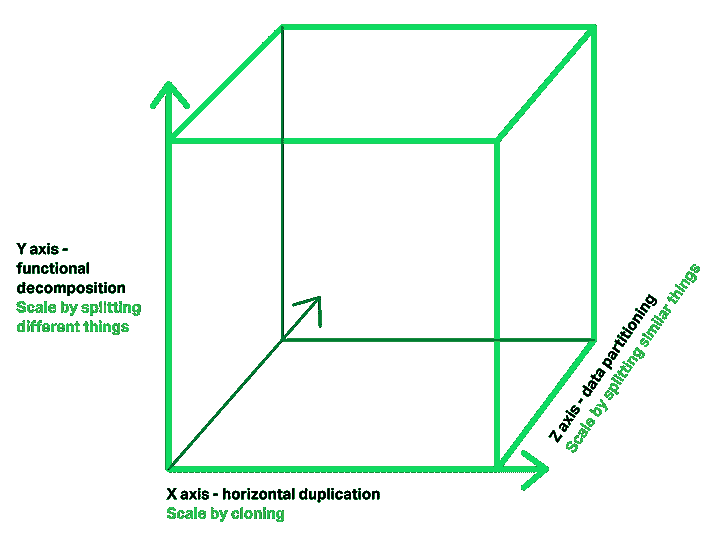 Y axis -
functional
decomposition
Scale by splitting
different things
Z axis - data partitioning
Scale by splitting similar things
X axis - horizontal duplication
Scale by cloning